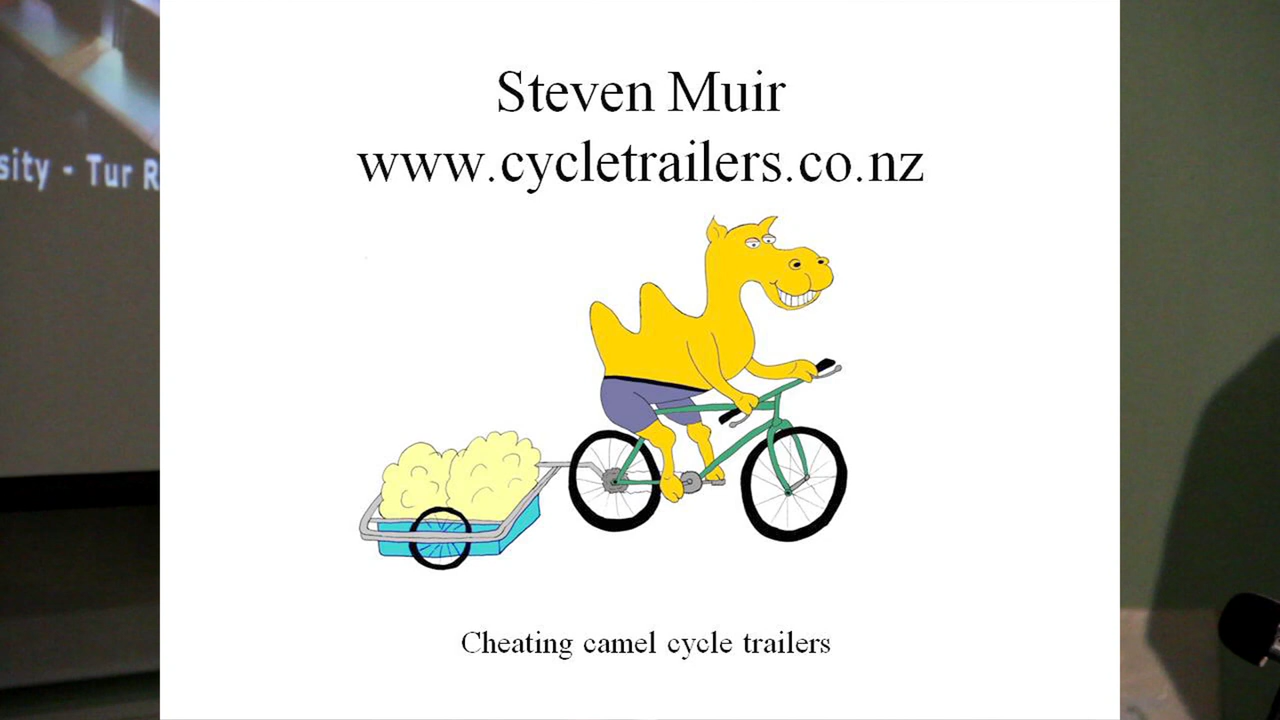 Steven Muir
www.cycletrailers.co.nz
Cheating camel cycle trailers
sity - Tur R